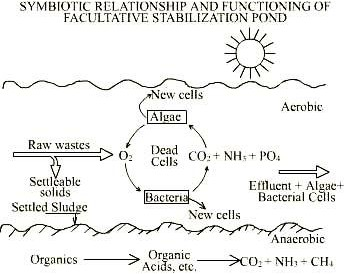 SYMBIOTIC RELATIONSHIP AND FUNCTIONING OF
FACULTATIVE STABILIZATION POND
New cells
Aerobic
Algae
Raw wastes
O2
Dead
Cells
CO2 + NH3 + PO4
Settleable
solids
Effluent + Algae+
Bacterial Cells
Bacteria
Settled Sludge
New cells
Anaerobic
Organics
Organic
Acids, etc.
CO2 + NH3 + CH4